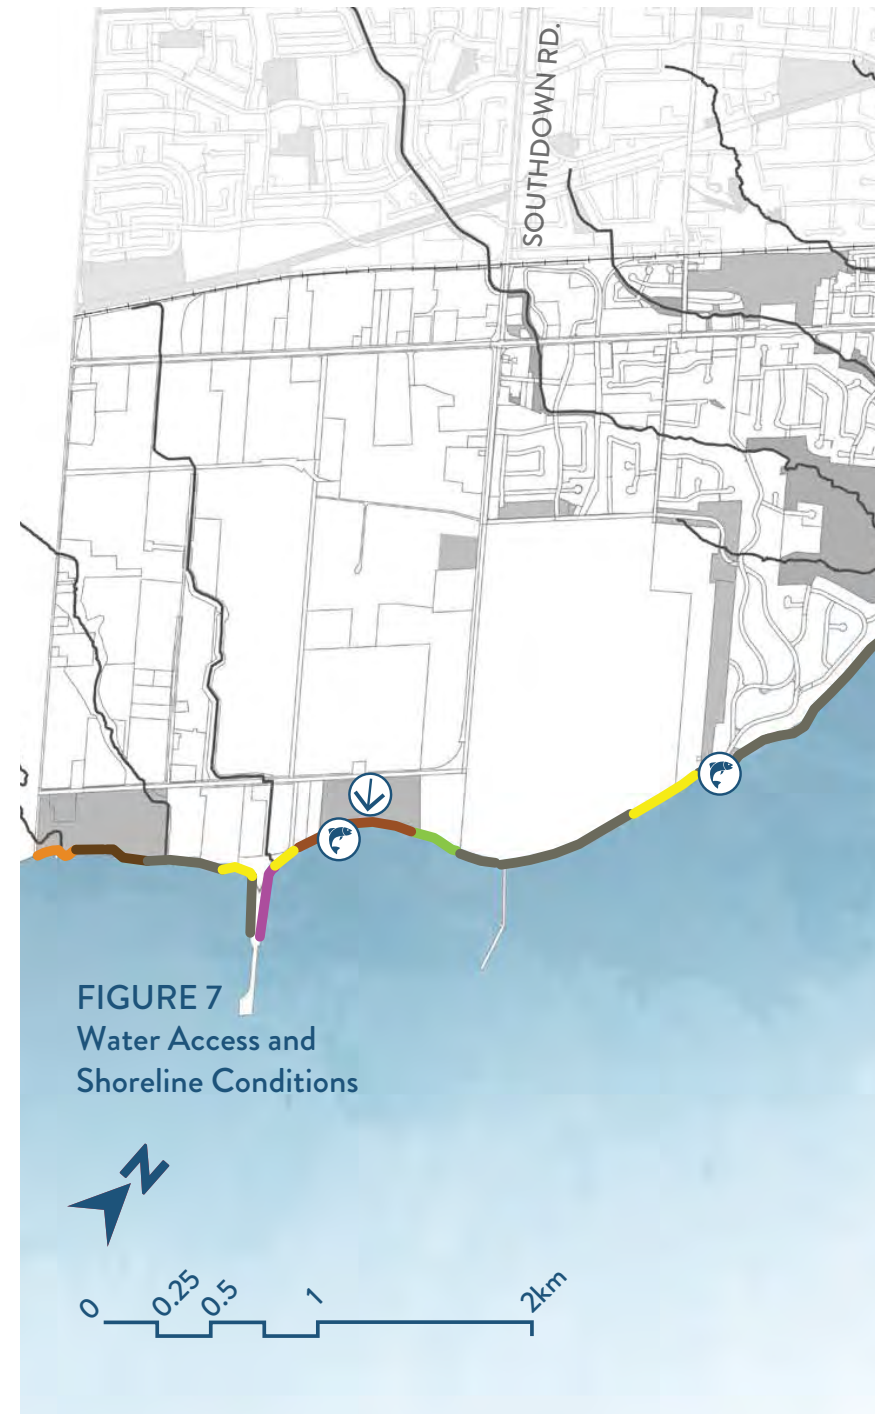 SOUTHDOWN RD.
FIGURE 7
Water Access and
Shoreline Conditions
N
0 0.25 0.5 1 2km